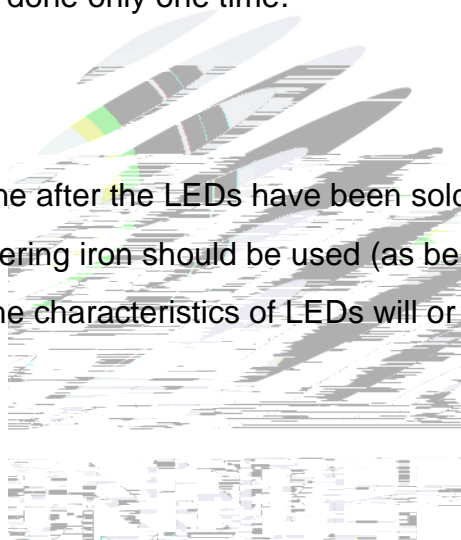 done only one time.
ne after the LEDs have been sold
ering iron should be used (as be
ne characteristics of LEDs will or